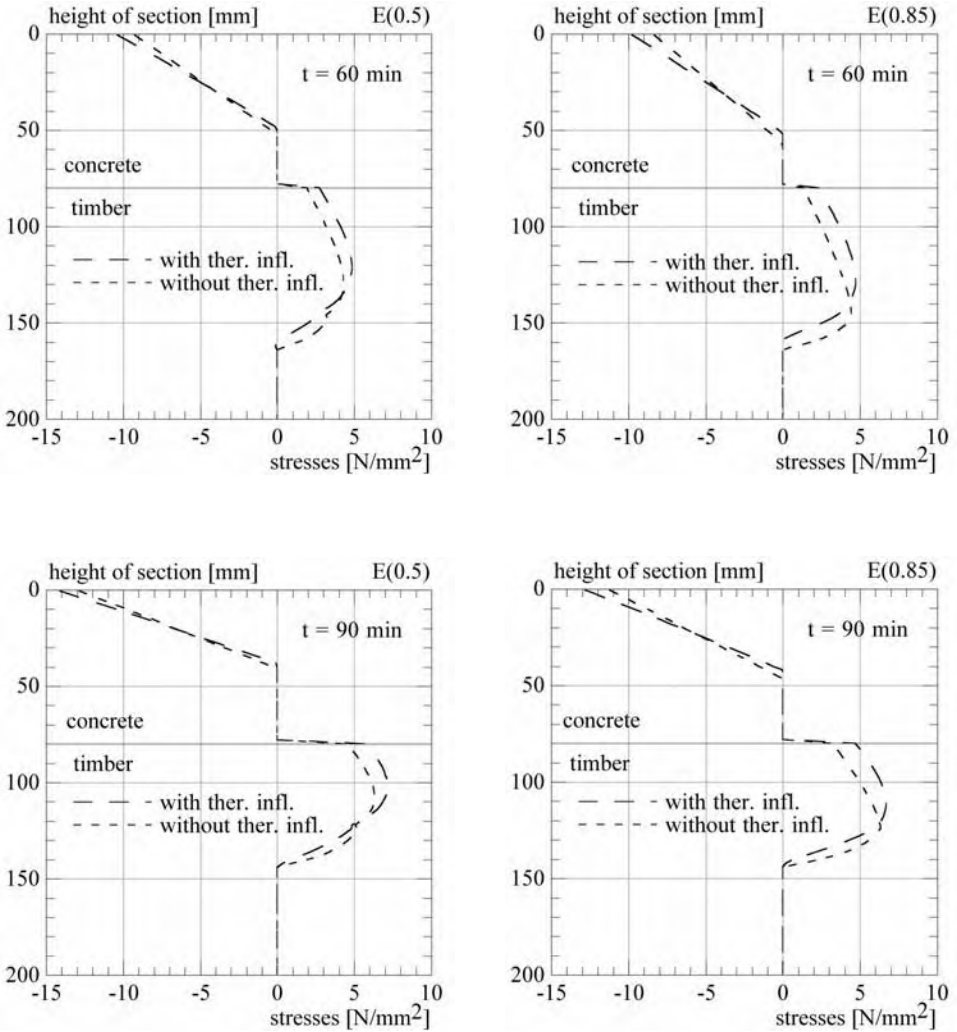 height of section [mm] E(0.5)
0
t = 60 min
50
concrete
timber
100
with ther. infl.
without ther. infl.
150
200
-15 -10 -5 0 5 10
stresses [N/mm²]
height of section [mm] E(0.85)
0
t = 60 min
50
concrete
timber
100
with ther. infl.
without ther. infl.
150
200
-15 -10 -5 0 5 10
stresses [N/mm²]
height of section [mm] E(0.5)
0
t = 90 min
50
concrete
timber
100
with ther. infl.
without ther. infl.
150
200
-15 -10 -5 0 5 10
stresses [N/mm²]
height of section [mm] E(0.85)
0
t = 90 min
50
concrete
timber
100
with ther. infl.
without ther. infl.
150
200
-15 -10 -5 0 5 10
stresses [N/mm²]